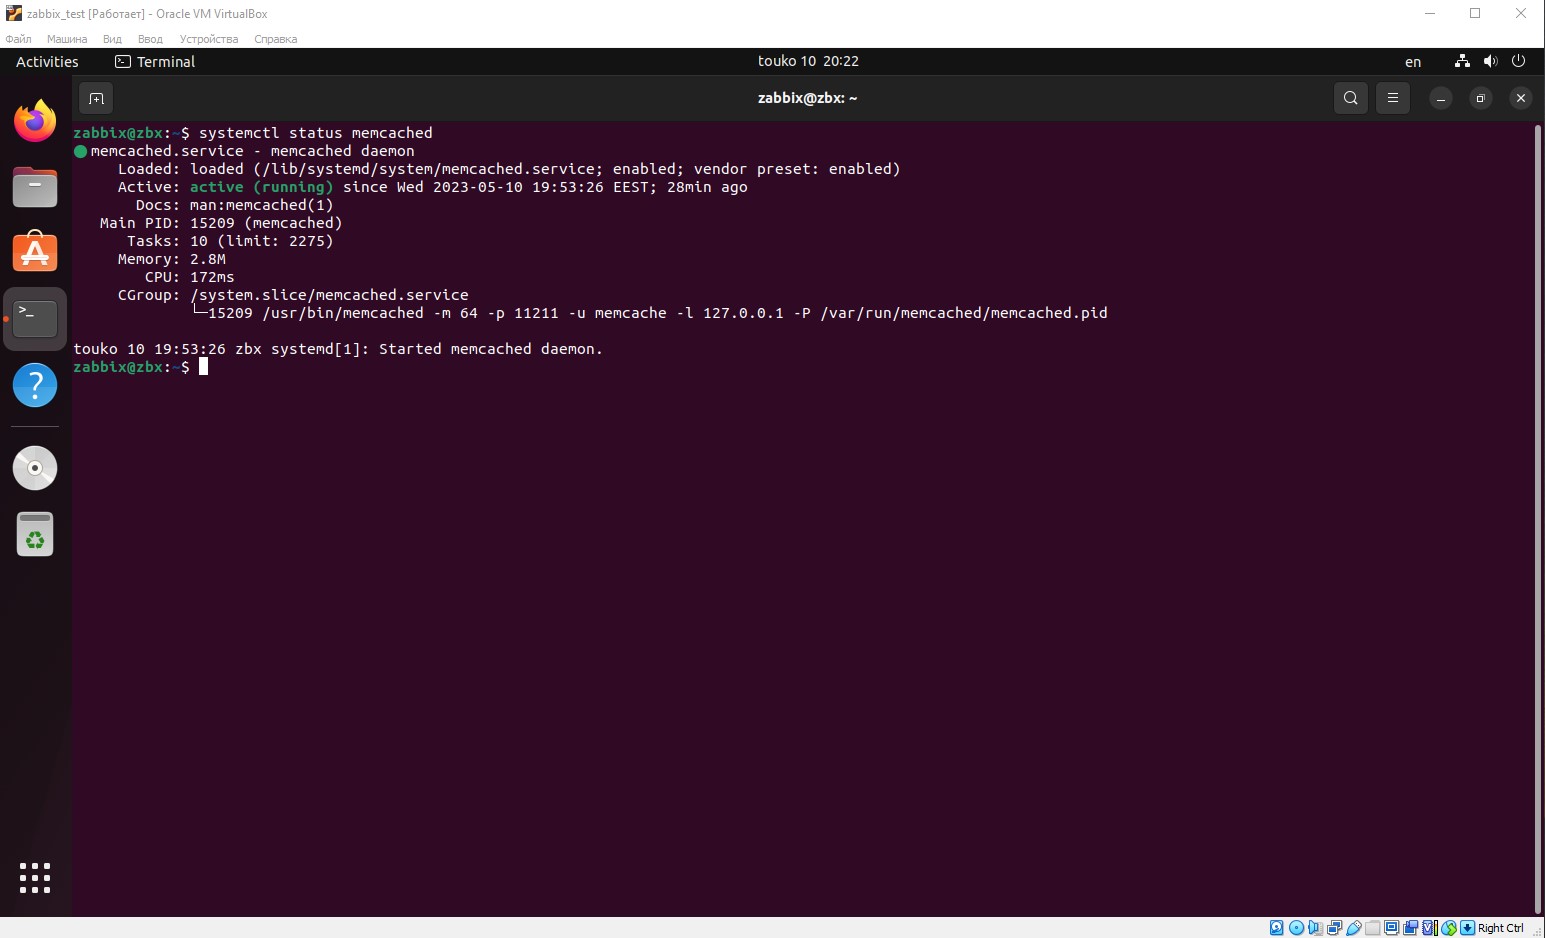 zabbix_test [Работает] - Oracle VM VirtualBox
Файл Машина Вид Ввод Устройства Справка
Activities Terminal touko 10 20:22 en
zabbix@zbx: ~
zabbix@zbx:~$ systemctl status memcached
memcached.service - memcached daemon
Loaded: loaded (/lib/systemd/system/memcached.service; enabled; vendor preset: enabled)
Active: active (running) since Wed 2023-05-10 19:53:26 EEST; 28min ago
Docs: man:memcached(1)
Main PID: 15209 (memcached)
Tasks: 10 (limit: 2275)
Memory: 2.8M
CPU: 172ms
CGroup: /system.slice/memcached.service
└─15209 /usr/bin/memcached -m 64 -p 11211 -u memcache -l 127.0.0.1 -P /var/run/memcached/memcached.pid
touko 10 19:53:26 zbx systemd[1]: Started memcached daemon.
zabbix@zbx:~$
Right Ctrl